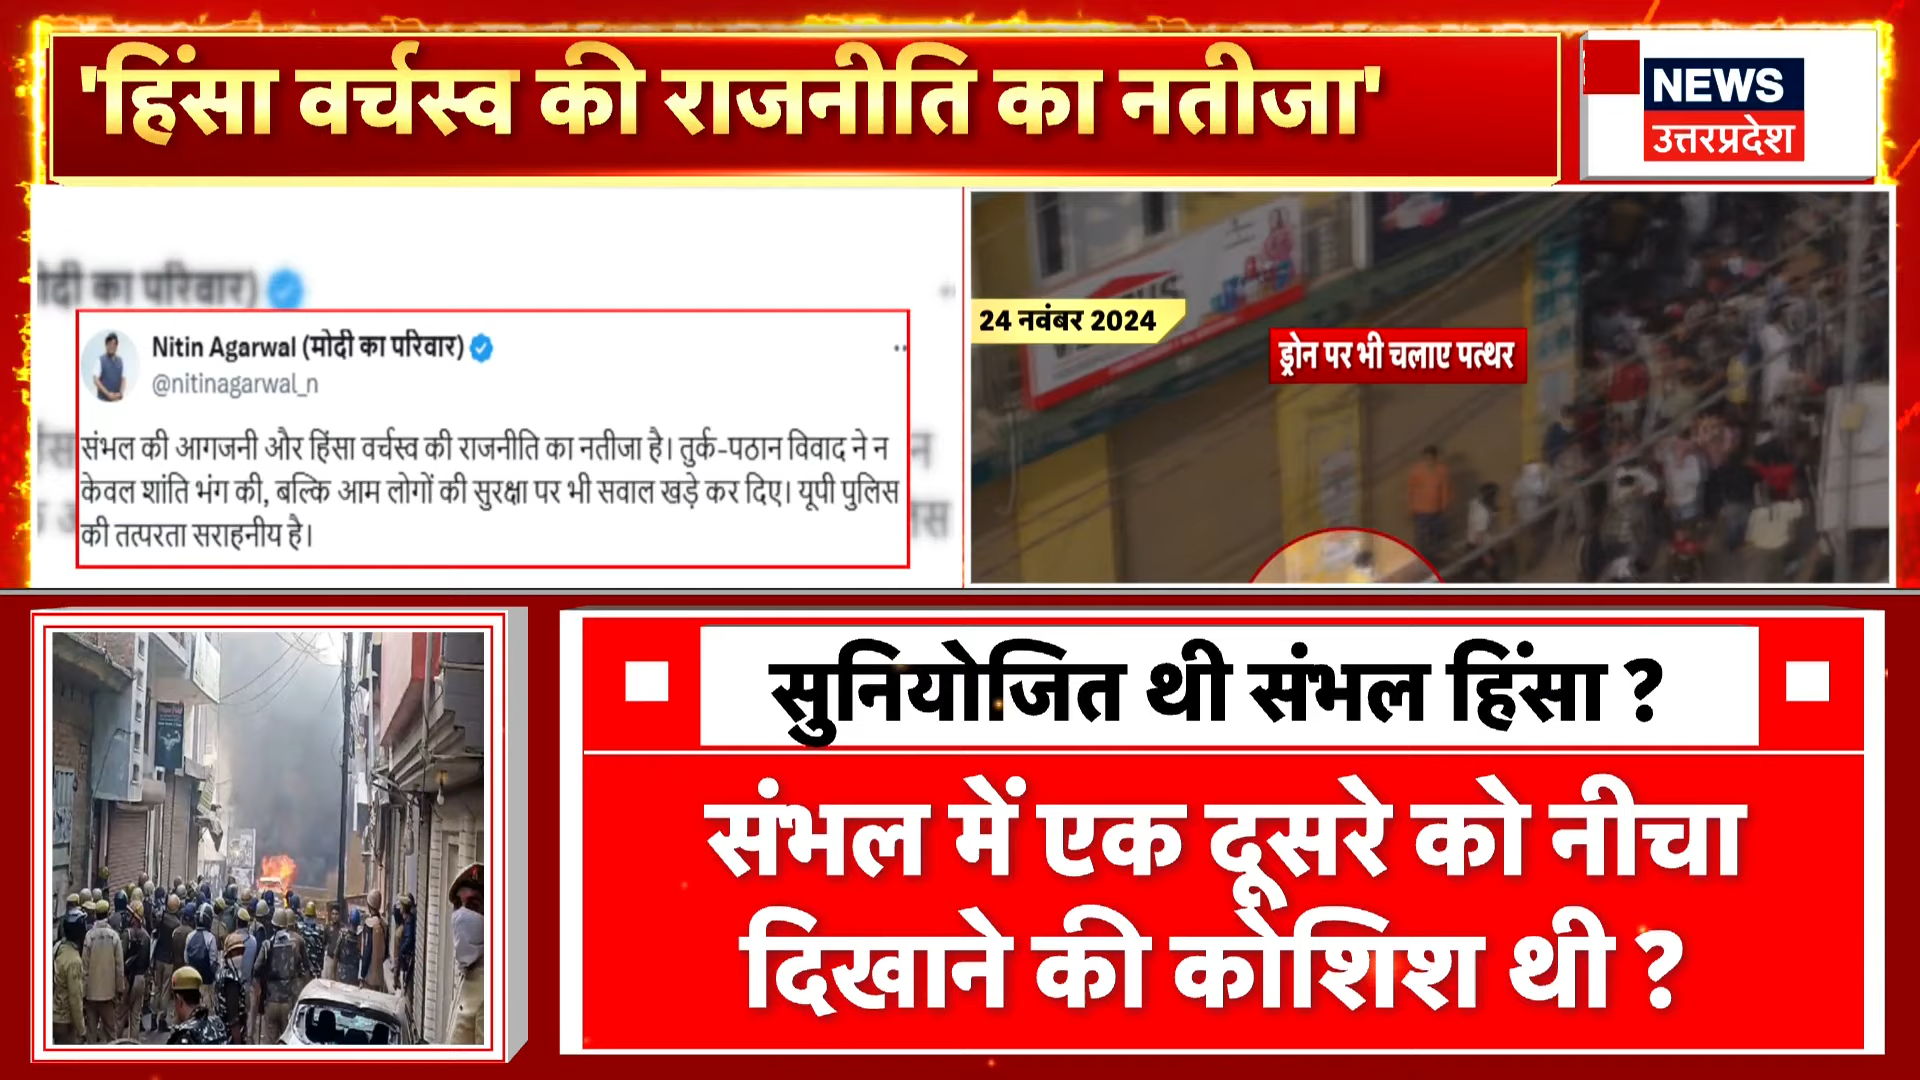 'हिंसा वर्चस्व की राजनीति का नतीजा'
NEWS
उत्तरप्रदेश
का परिवार)
Nitin Agarwal (मोदी का परिवार)
@nitinagarwal_n
संभल की आगजनी और हिंसा वर्चस्व की राजनीति का नतीजा है। तुर्क-पठान विवाद ने न
केवल शांति भंग की, बल्कि आम लोगों की सुरक्षा पर भी सवाल खड़े कर दिए। यूपी पुलिस
की तत्परता सराहनीय है।
24 नवंबर 2024
ड्रोन पर भी चलाए पत्थर
सुनियोजित थी संभल हिंसा ?
संभल में एक दूसरे को नीचा
दिखाने की कोशिश थी ?